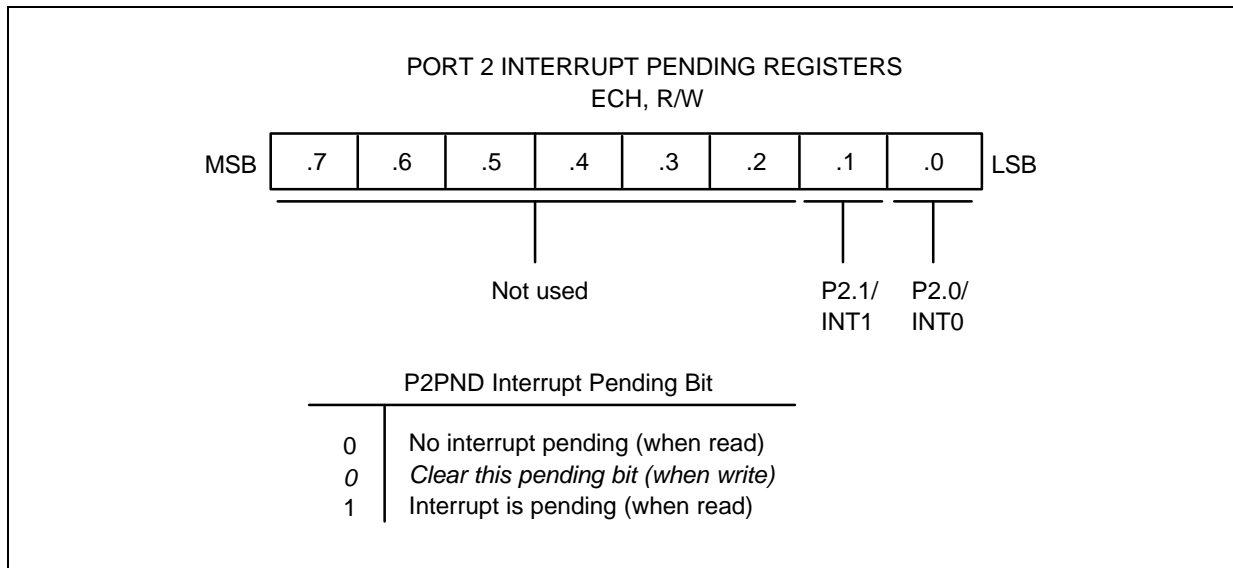 PORT 2 INTERRUPT PENDING REGISTERS
ECH, R/W
MSB .7 .6 .5 .4 .3 .2 .1 .0 LSB
Not used P2.1/ P2.0/
INT1 INT0
P2PND Interrupt Pending Bit
0 No interrupt pending (when read)
0 Clear this pending bit (when write)
1 Interrupt is pending (when read)